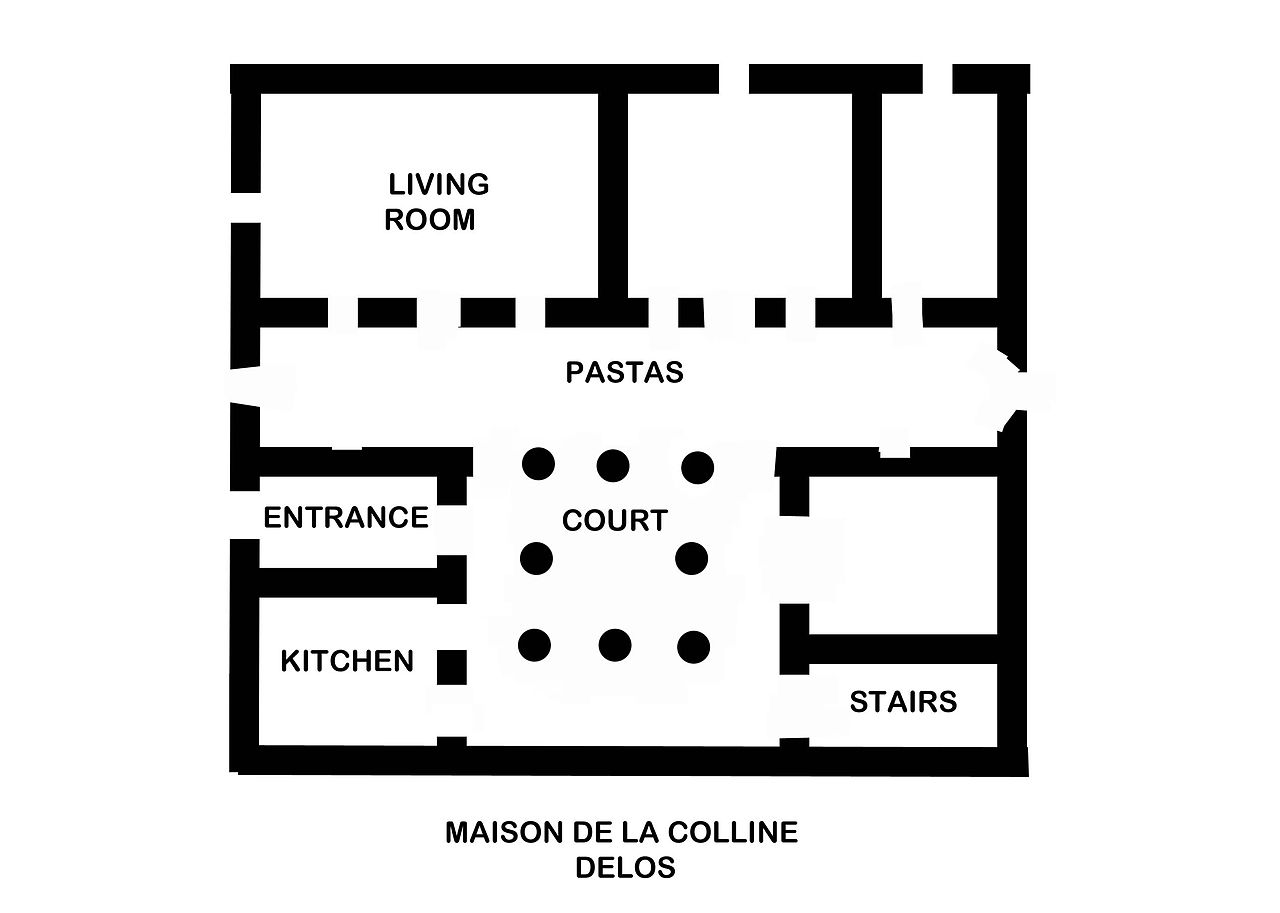 LIVING
ROOM
PASTAS
ENTRANCE
COURT
KITCHEN
STAIRS
MAISON DE LA COLLINE
DELOS